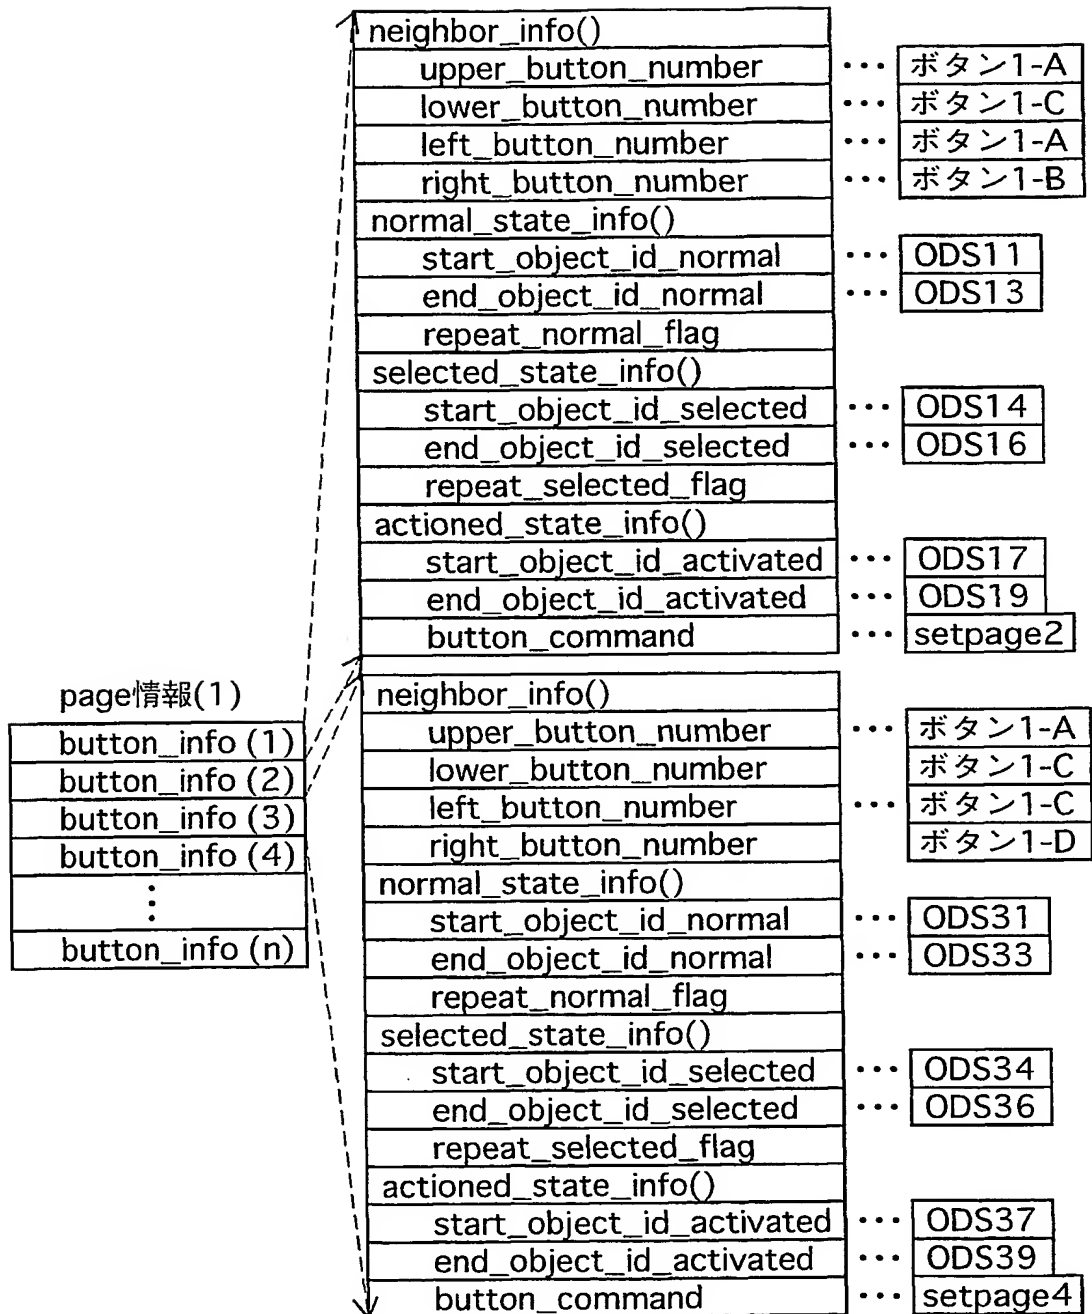 neighbor_info()
upper_button_number ••• ボタン1-A
lower_button_number ••• ボタン1-C
left_button_number ••• ボタン1-A
right_button_number ••• ボタン1-B
normal_state_info()
start_object_id_normal ••• ODS11
end_object_id_normal ••• ODS13
repeat_normal_flag
selected_state_info()
start_object_id_selected ••• ODS14
end_object_id_selected ••• ODS16
repeat_selected_flag
actioned_state_info()
start_object_id_activated ••• ODS17
end_object_id_activated ••• ODS19
button_command ••• setpage2
page情報(1)
button_info (1)
button_info (2)
button_info (3)
button_info (4)
⋮
button_info (n)
neighbor_info()
upper_button_number ••• ボタン1-A
lower_button_number ボタン1-C
left_button_number ••• ボタン1-C
right_button_number ボタン1-D
normal_state_info()
start_object_id_normal ••• ODS31
end_object_id_normal ••• ODS33
repeat_normal_flag
selected_state_info()
start_object_id_selected ••• ODS34
end_object_id_selected ••• ODS36
repeat_selected_flag
actioned_state_info()
start_object_id_activated ••• ODS37
end_object_id_activated ••• ODS39
button_command ••• setpage4